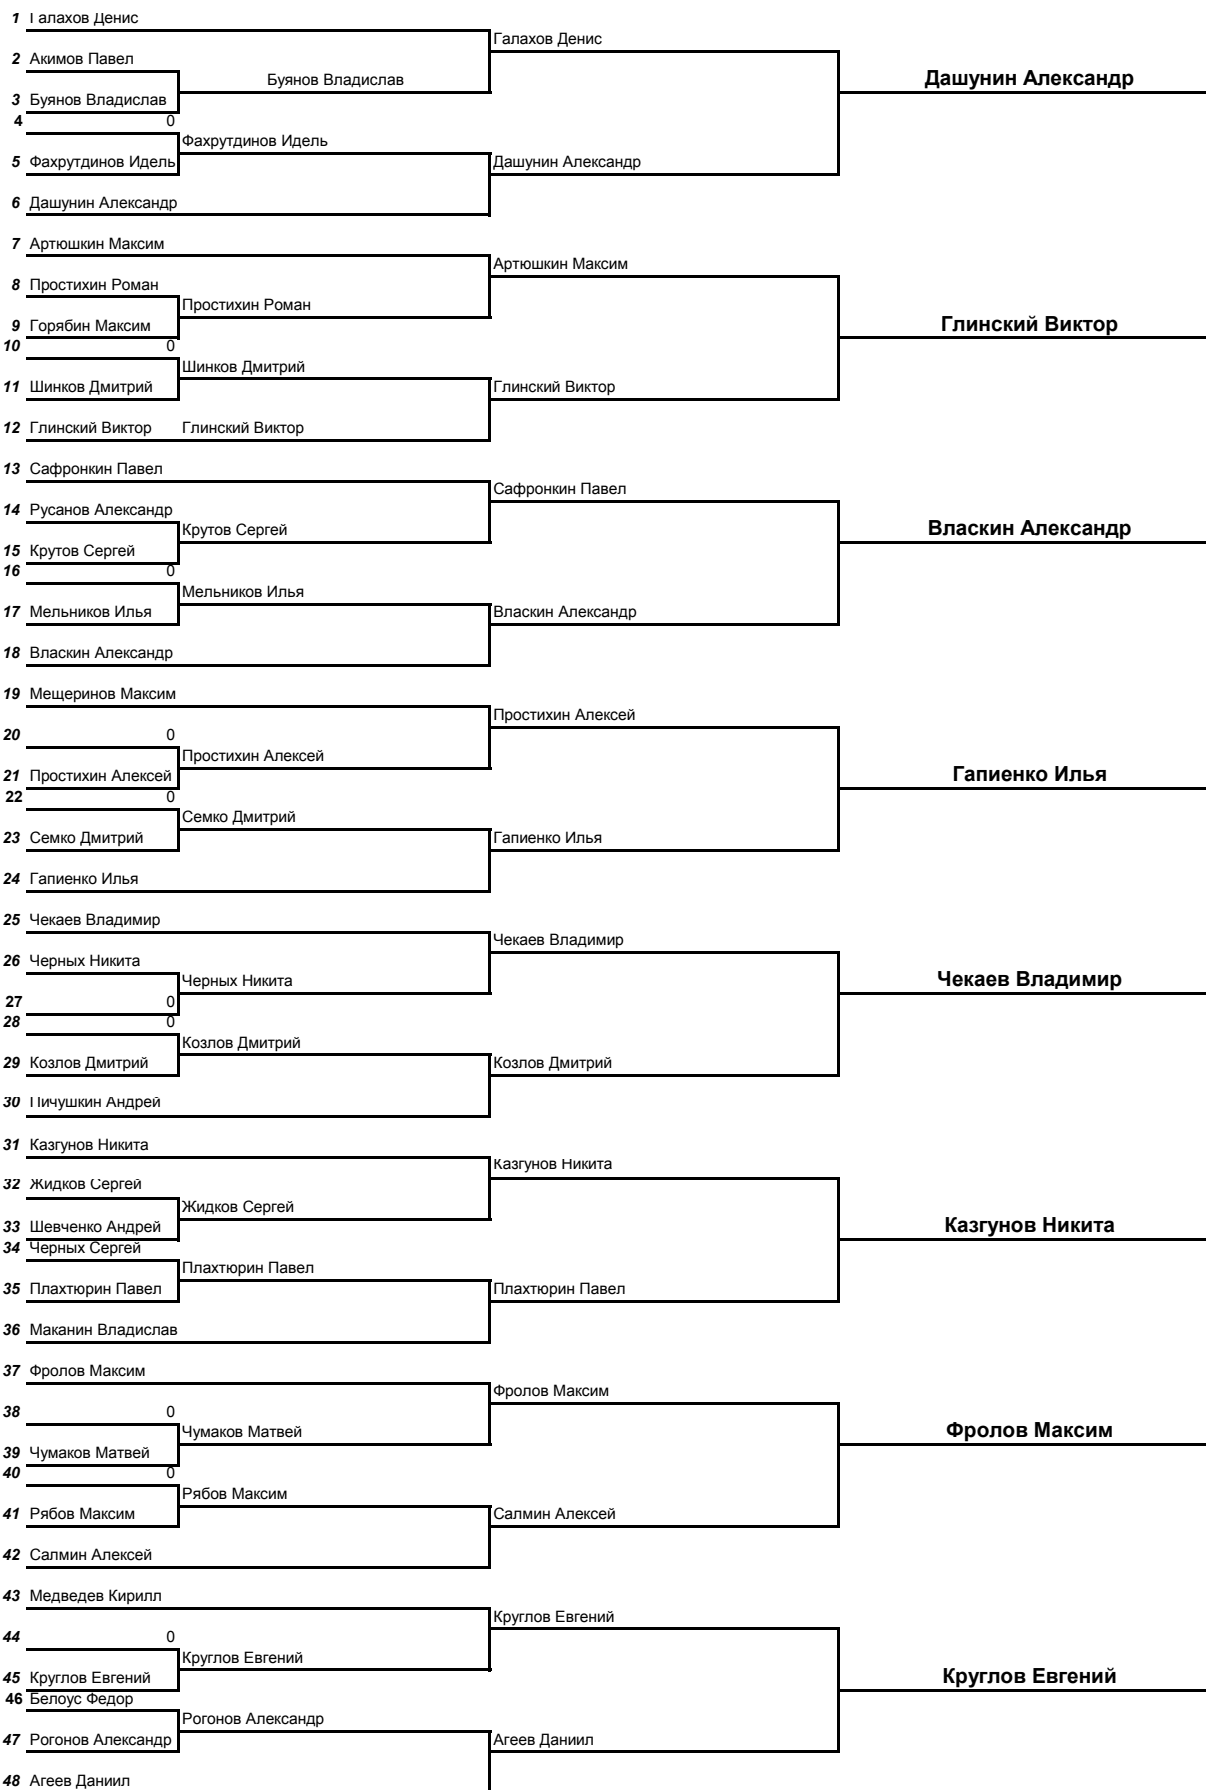 1 Галахов Денис
Галахов Денис
2 Акимов Павел
Буянов Владислав
Дашунин Александр
3 Буянов Владислав
4 0
Фахрутдинов Идель
5 Фахрутдинов Идель
Дашунин Александр
6 Дашунин Александр
7 Артюшкин Максим
Артюшкин Максим
8 Простихин Роман
Простихин Роман
9 Горябин Максим
Глинский Виктор
10 0
Шинков Дмитрий
11 Шинков Дмитрий
Глинский Виктор
12 Глинский Виктор Глинский Виктор
13 Сафронкин Павел
Сафронкин Павел
14 Русанов Александр
Крутов Сергей
Власкин Александр
15 Крутов Сергей
16 0
Мельников Илья
17 Мельников Илья
Власкин Александр
18 Власкин Александр
19 Мещеринов Максим
Простихин Алексей
20 0
Простихин Алексей
21 Простихин Алексей
Гапиенко Илья
22 0
Семко Дмитрий
23 Семко Дмитрий
Гапиенко Илья
24 Гапиенко Илья
25 Чекаев Владимир
Чекаев Владимир
26 Черных Никита
Черных Никита
Чекаев Владимир
27 0
28 0
Козлов Дмитрий
29 Козлов Дмитрий
Козлов Дмитрий
30 Пичушкин Андрей
31 Казгунов Никита
Казгунов Никита
32 Жидков Сергей
Жидков Сергей
33 Шевченко Андрей
Казгунов Никита
34 Черных Сергей
Плахтюрин Павел
35 Плахтюрин Павел
Плахтюрин Павел
36 Маканин Владислав
37 Фролов Максим
Фролов Максим
38 0
Чумаков Матвей
Фролов Максим
39 Чумаков Матвей
40 0
Рябов Максим
41 Рябов Максим
Салмин Алексей
42 Салмин Алексей
43 Медведев Кирилл
Круглов Евгений
44 0
Круглов Евгений
45 Круглов Евгений
Круглов Евгений
46 Белоус Федор
Рогонов Александр
47 Рогонов Александр
Агеев Даниил
48 Агеев Даниил